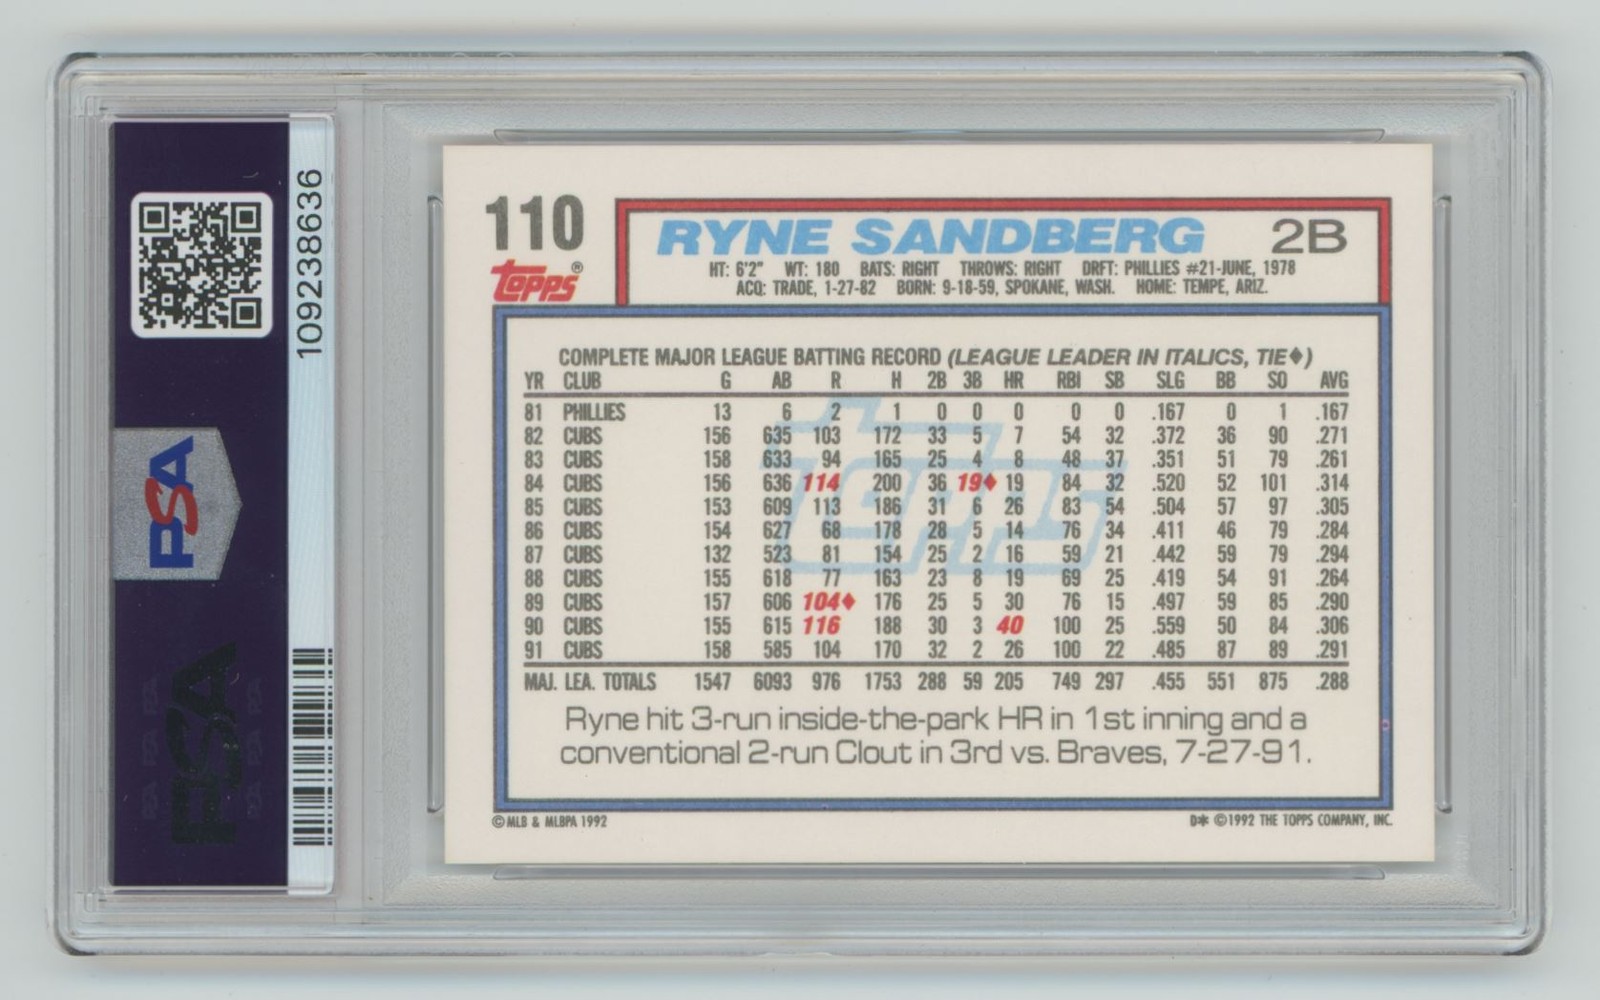 109238636
PSA
PSA
110
topps®
RYNE SANDBERG 2B
HT: 6'2" WT: 180 BATS: RIGHT THROWS: RIGHT DRFT: PHILLIES #21-JUNE, 1978
ACQ: TRADE, 1-27-82 BORN: 9-18-59, SPOKANE, WASH. HOME: TEMPE, ARIZ.
COMPLETE MAJOR LEAGUE BATTING RECORD (LEAGUE LEADER IN ITALICS, TIE♦)
YR CLUB G AB R H 2B 3B HR RBI SB SLG BB SO AVG
81 PHILLIES 13 6 2 1 0 0 0 0 0 .167 0 1 .167
82 CUBS 156 635 103 172 33 5 7 54 32 .372 36 90 .271
83 CUBS 158 633 94 165 25 4 8 48 37 .351 51 79 .261
84 CUBS 156 636 114 200 36 19♦ 19 84 32 .520 52 101 .314
85 CUBS 153 609 113 186 31 6 26 83 54 .504 57 97 .305
86 CUBS 154 627 68 178 28 5 14 76 34 .411 46 79 .284
87 CUBS 132 523 81 154 25 2 16 59 21 .442 59 79 .294
88 CUBS 155 618 77 163 23 8 19 69 25 .419 54 91 .264
89 CUBS 157 606 104♦ 176 25 5 30 76 15 .497 59 85 .290
90 CUBS 155 615 116 188 30 3 40 100 25 .559 50 84 .306
91 CUBS 158 585 104 170 32 2 26 100 22 .485 87 89 .291
MAJ. LEA. TOTALS 1547 6093 976 1753 288 59 205 749 297 .455 551 875 .288
topps
Ryne hit 3-run inside-the-park HR in 1st inning and a
conventional 2-run Clout in 3rd vs. Braves, 7-27-91.
©MLB & MLBPA 1992
D* ©1992 THE TOPPS COMPANY, INC.